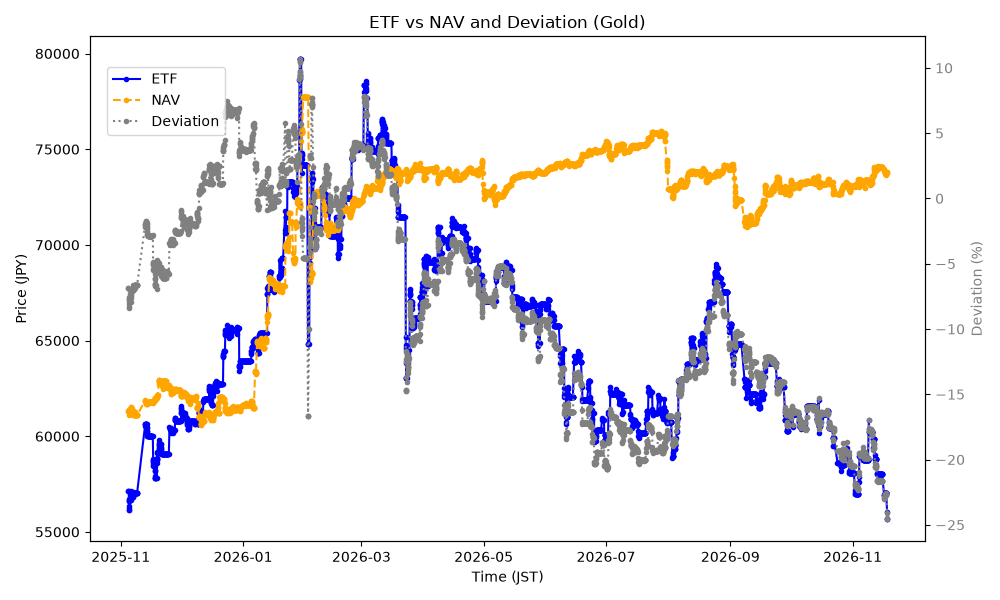 ETF vs NAV and Deviation (Gold)
80000
75000
70000
65000
60000
55000
Price (JPY)
ETF
NAV
Deviation
10
5
0
−5
−10
−15
−20
−25
Deviation (%)
2025-11 2026-01 2026-03 2026-05 2026-07 2026-09 2026-11
Time (JST)